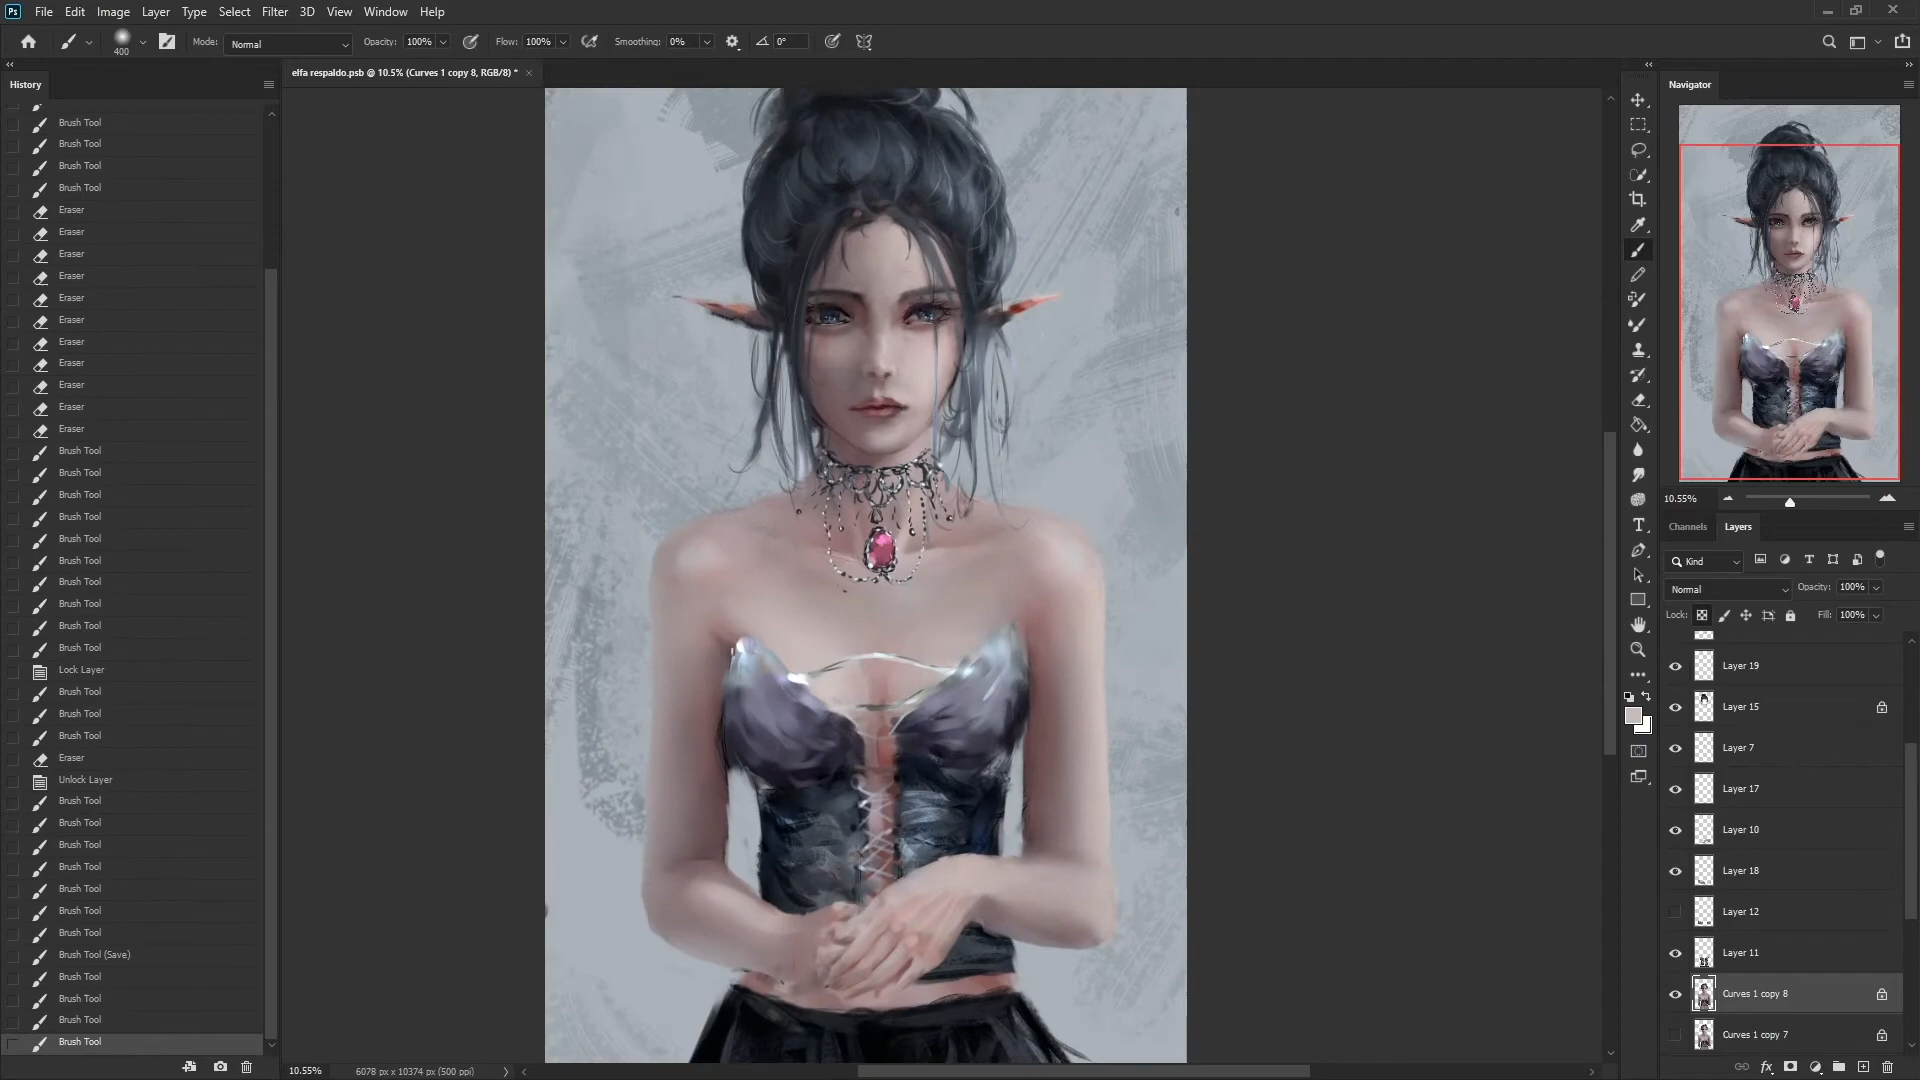 Ps File Edit Image Layer Type Select Filter 3D View Window Help
400 Mode: Normal Opacity: 100% Flow: 100% Smoothing: 0% 0°
History
elfa respaldo.psb @ 10.5% (Curves 1 copy 8, RGB/8) *
Brush Tool
Brush Tool
Brush Tool
Brush Tool
Eraser
Eraser
Eraser
Eraser
Eraser
Eraser
Eraser
Eraser
Eraser
Eraser
Eraser
Brush Tool
Brush Tool
Brush Tool
Brush Tool
Brush Tool
Brush Tool
Brush Tool
Brush Tool
Brush Tool
Brush Tool
Lock Layer
Brush Tool
Brush Tool
Brush Tool
Eraser
Unlock Layer
Brush Tool
Brush Tool
Brush Tool
Brush Tool
Brush Tool
Brush Tool
Brush Tool
Brush Tool (Save)
Brush Tool
Brush Tool
Brush Tool
Brush Tool
10.55% 6078 px x 10374 px (500 ppi)
Navigator
10.55%
Channels Layers
Kind
Normal Opacity: 100%
Lock: Fill: 100%
Layer 19
Layer 15
Layer 7
Layer 17
Layer 10
Layer 18
Layer 12
Layer 11
Curves 1 copy 8
Curves 1 copy 7
fx